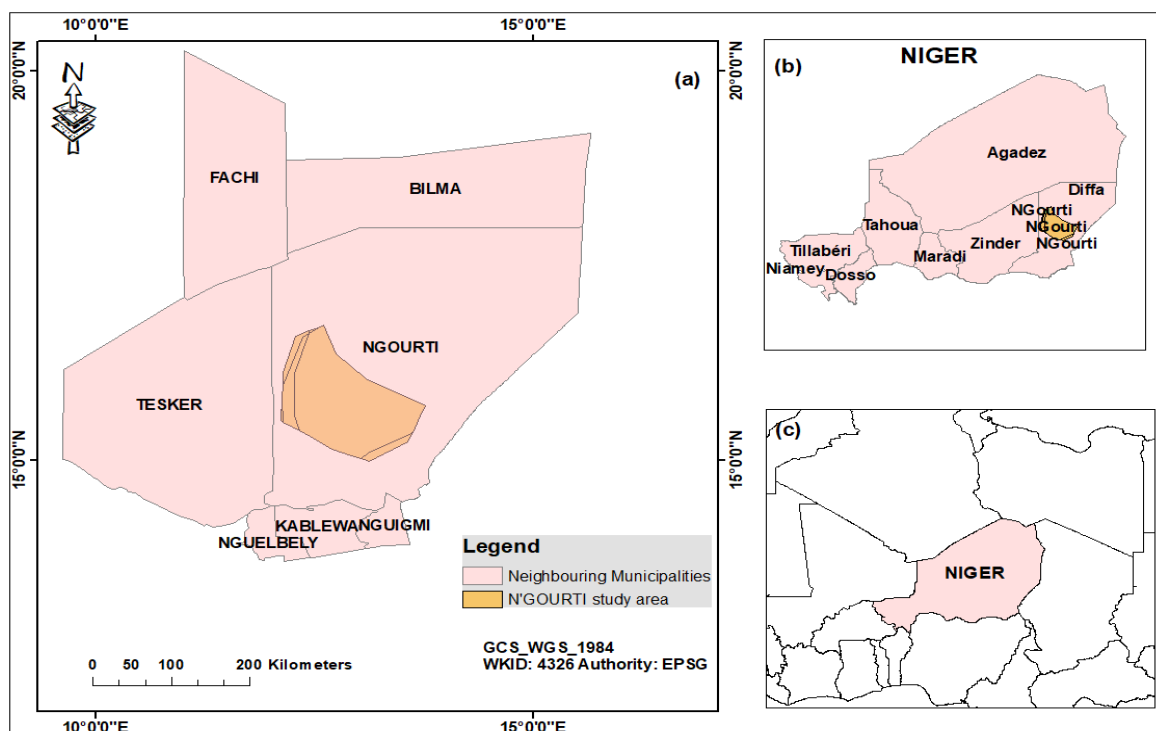 10°0'0"E
15°0'0"E
20°0'0"N
20°0'0"N
N
(a)
FACHI
BILMA
NGOURTI
TESKER
15°0'0"N
15°0'0"N
KABLEWA
NGUIGMI
NGUELBELY
Legend
Neighbouring Municipalities
N'GOURTI study area
GCS_WGS_1984
WKID: 4326 Authority: EPSG
0 50 100 200 Kilometers
10°0'0"E
15°0'0"E
(b)
NIGER
Agadez
Diffa
NGourti
Tahoua
NGourti
Zinder
NGourti
Tillabéri
Maradi
Niamey
Dosso
(c)
NIGER